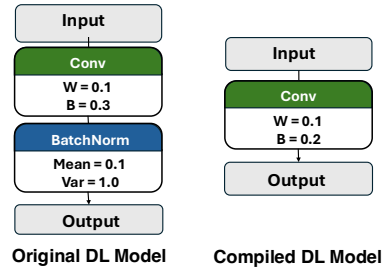 Input
Conv
W = 0.1
B = 0.3
BatchNorm
Mean = 0.1
Var = 1.0
Output
Original DL Model
Input
Conv
W = 0.1
B = 0.2
Output
Compiled DL Model